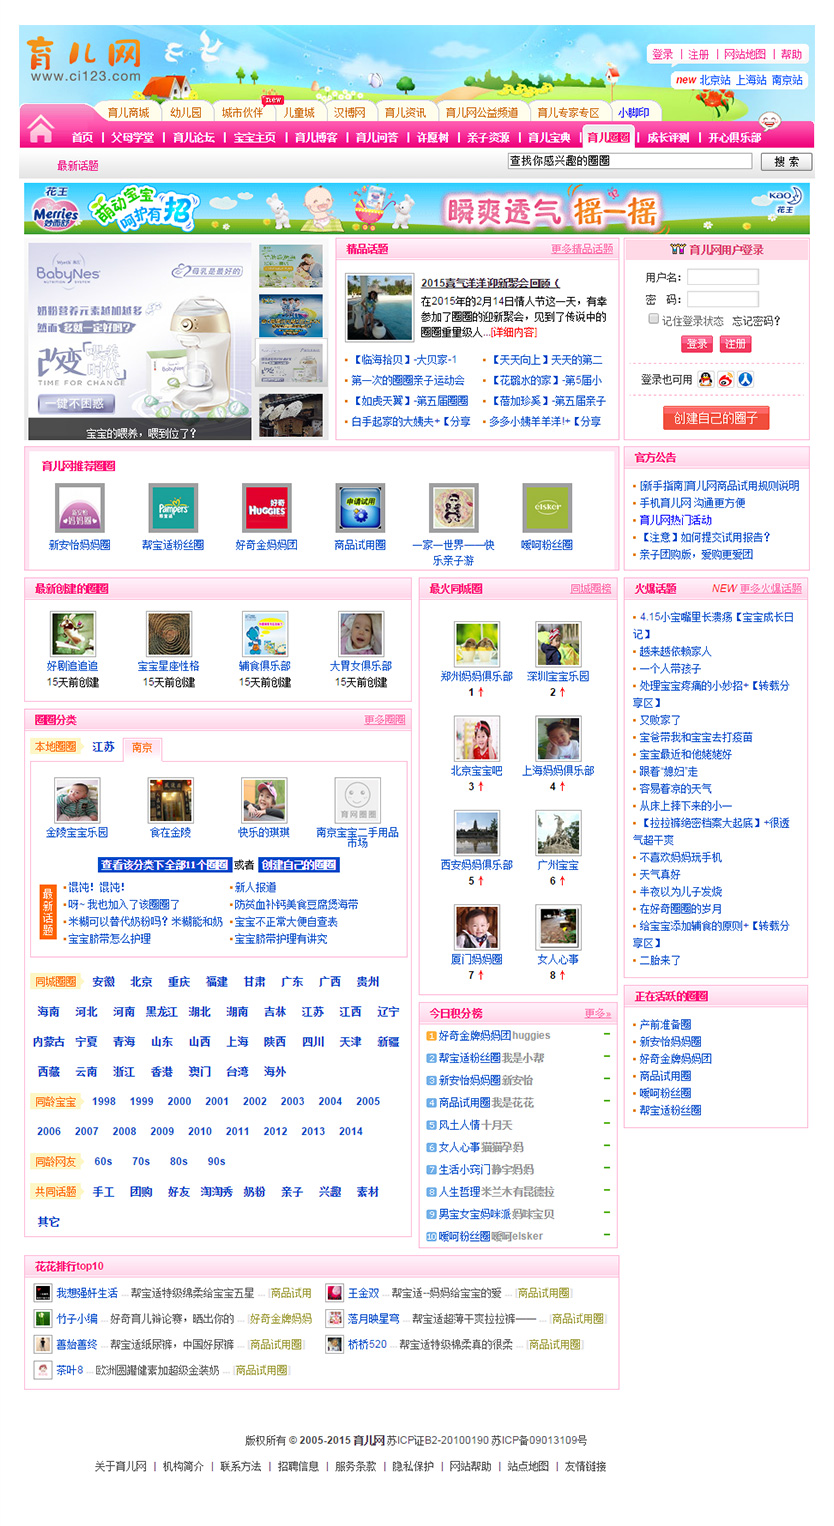 育儿网
www.ci123.com
登录 | 注册 | 网站地图 | 帮助
new 北京站 上海站 南京站
育儿商城 幼儿园 城市伙伴 new 儿童城 汉博网 育儿资讯 育儿网公益频道 育儿专家专区 小脚印
首页 | 父母学堂 | 育儿论坛 | 宝宝主页 | 育儿博客 | 育儿问答 | 许愿树 | 亲子资源 | 育儿宝典 | 育儿圈圈 | 成长评测 | 开心俱乐部
最新话题
查找你感兴趣的圈圈
搜 索
花王 Merries 妙而舒
萌动宝宝 呵护有招
瞬爽透气 摇一摇
KAO 花王
BabyNes
NUTRITION SYSTEM
母乳是最好的
奶粉营养元素越加越多
然而多就一定好吗?
改变
TIME FOR CHANGE
一键不困惑
宝宝的喂养，喂到位了?
精品话题
更多精品话题
2015喜气洋洋迎新聚会回顾（
在2015年的2月14日情人节这一天，有幸
参加了圈圈的迎新聚会，见到了传说中的
圈圈重量级人...[详细内容]
【临海拾贝】-大贝家-1
【天天向上】天天的第二
第一次的圈圈亲子运动会
【花臌水的家】-第5届小
【如虎天翼】-第五届圈圈
【蓓加珍奚】-第五届亲子
白手起家的大姨夫+【分享
多多小姨羊羊洋!+【分享
育儿网用户登录
用户名:
密 码:
记住登录状态 忘记密码?
登录 注册
登录也可用
创建自己的圈子
育儿网推荐圈圈
新安怡妈妈圈
帮宝适粉丝圈
好奇金妈妈团
商品试用圈
一家一世界——快
乐亲子游
嗳呵粉丝圈
官方公告
[新手指南]育儿网商品试用规则说明
手机育儿网 沟通更方便
育儿网热门活动
【注意】如何提交试用报告?
亲子团购版，爱购更爱团
最新创建的圈圈
好剧追追追
15天前创建
宝宝星座性格
15天前创建
辅食俱乐部
15天前创建
大胃女俱乐部
15天前创建
最火同城圈
同城圈榜
郑州妈妈俱乐部
1 ↑
深圳宝宝乐园
2 ↑
北京宝宝吧
3 ↑
上海妈妈俱乐部
4 ↑
西安妈妈俱乐部
5 ↑
广州宝宝
6 ↑
厦门妈妈圈
7 ↑
女人心事
8 ↑
火爆话题
NEW 更多火爆话题
4.15小宝嘴里长溃疡【宝宝成长日
记】
越来越依赖家人
一个人带孩子
处理宝宝疼痛的小妙招+【转载分
享区】
又败家了
宝爸带我和宝宝去打疫苗
宝宝最近和他姥姥好
跟着"媳妇"走
容易着凉的天气
从床上摔下来的小一
【拉拉裤绝密档案大起底】+很透
气超干爽
不喜欢妈妈玩手机
天气真好
半夜以为儿子发烧
在好奇圈圈的岁月
给宝宝添加辅食的原则+【转载分
享区】
二胎来了
圈圈分类
更多圈圈
本地圈圈 江苏 南京
金陵宝宝乐园
食在金陵
快乐的琪琪
育网圈圈
南京宝宝二手用品
市场
查看该分类下全部11个圈圈 或者 创建自己的圈圈
最新话题
馄饨! 馄饨!
新人报道
呀~ 我也加入了该圈圈了
防贫血补钙美食豆腐煲海带
米糊可以替代奶粉吗? 米糊能和奶
宝宝不正常大便自查表
宝宝脐带怎么护理
宝宝脐带护理有讲究
同城圈圈 安徽 北京 重庆 福建 甘肃 广东 广西 贵州
海南 河北 河南 黑龙江 湖北 湖南 吉林 江苏 江西 辽宁
内蒙古 宁夏 青海 山东 山西 上海 陕西 四川 天津 新疆
西藏 云南 浙江 香港 澳门 台湾 海外
同龄宝宝 1998 1999 2000 2001 2002 2003 2004 2005
2006 2007 2008 2009 2010 2011 2012 2013 2014
同龄网友 60s 70s 80s 90s
共同话题 手工 团购 好友 淘淘秀 奶粉 亲子 兴趣 素材
其它
今日积分榜
更多»
1 好奇金牌妈妈团 huggies
2 帮宝适粉丝圈 我是小帮
3 新安怡妈妈圈 新安怡
4 商品试用圈 我是花花
5 风土人情 十月天
6 女人心事 猫猫孕妈
7 生活小窍门 静宇妈妈
8 人生哲理 米兰木有昆德拉
9 男宝女宝妈咪派 妈咪宝贝
10 嗳呵粉丝圈 嗳呵elsker
正在活跃的圈圈
产前准备圈
新安怡妈妈圈
好奇金牌妈妈团
商品试用圈
嗳呵粉丝圈
帮宝适粉丝圈
花花排行top10
我想强奸生活 ... 帮宝适特级绵柔给宝宝五星 ... [商品试用
王金双 ... 帮宝适--妈妈给宝宝的爱 ... [商品试用圈]
竹子小编 ... 好奇育儿辩论赛，晒出你的 ... [好奇金牌妈妈
落月映星穹 ... 帮宝适超薄干爽拉拉裤—— ... [商品试用圈]
善始善终 ... 帮宝适纸尿裤，中国好尿裤 ... [商品试用圈]
桥桥520 ... 帮宝适特级绵柔真的很柔 ... [商品试用圈]
茶叶8 ... 欧洲圆罐健素加超级金装奶 ... [商品试用圈]
版权所有 © 2005-2015 育儿网 苏ICP证B2-20100190 苏ICP备09013109号
关于育儿网 | 机构简介 | 联系方法 | 招聘信息 | 服务条款 | 隐私保护 | 网站帮助 | 站点地图 | 友情链接